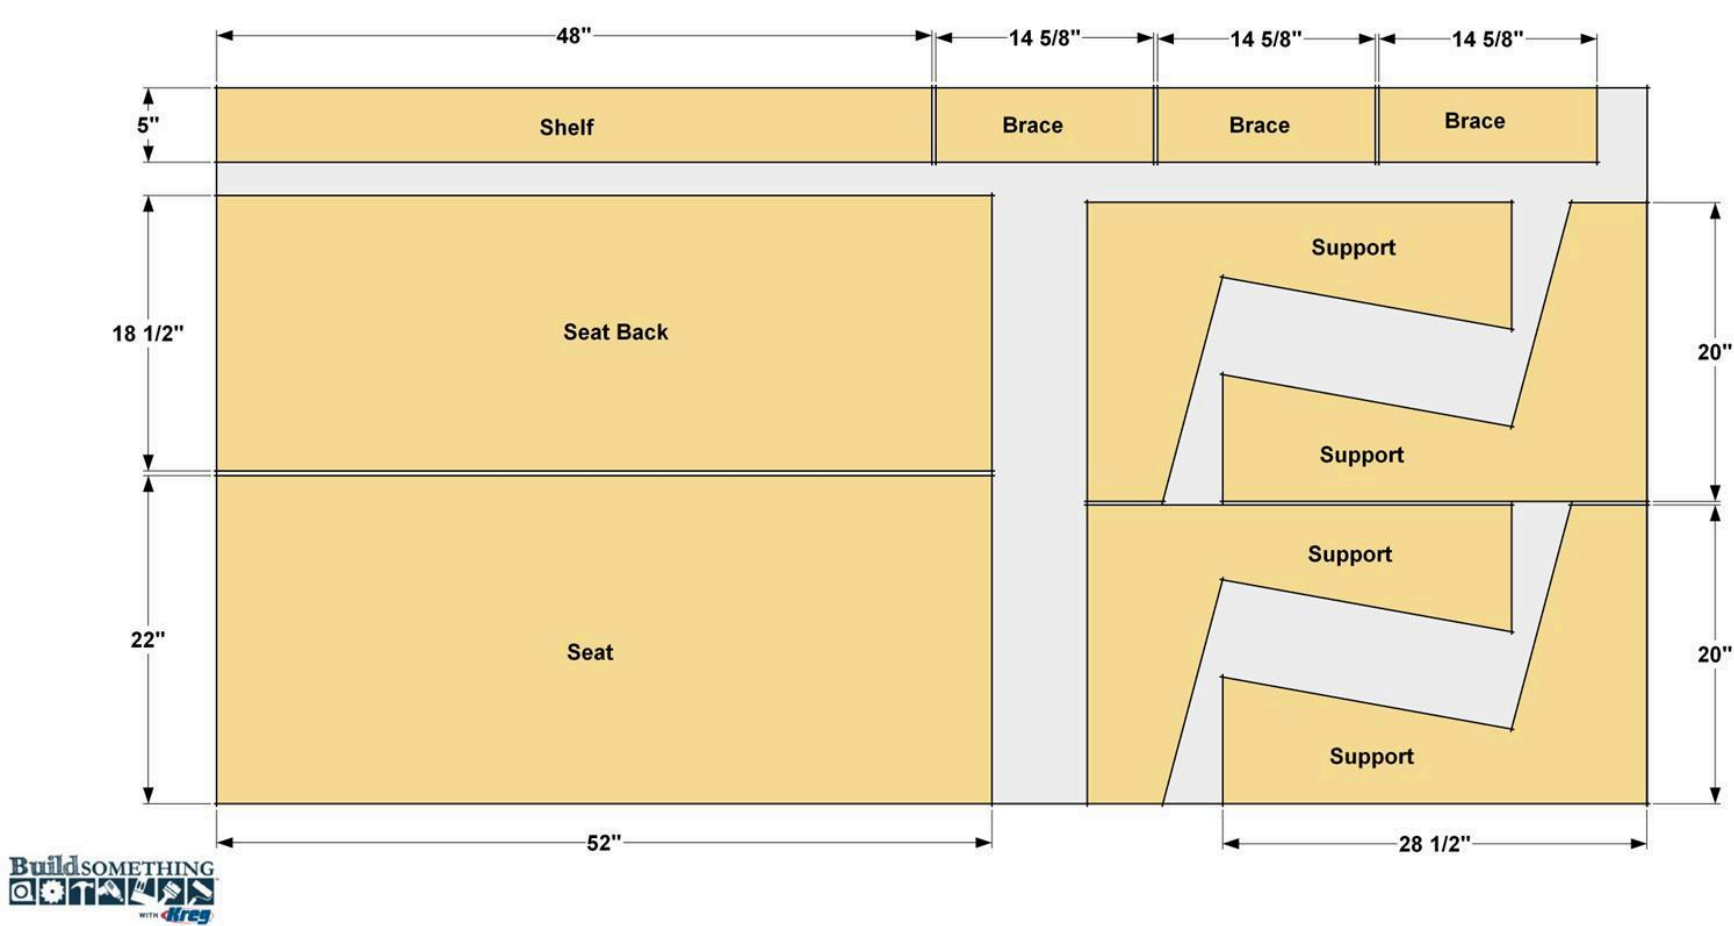 48"
14 5/8"
14 5/8"
14 5/8"
5"
Shelf
Brace
Brace
Brace
18 1/2"
Seat Back
Support
20"
Support
22"
Seat
Support
20"
Support
52"
28 1/2"
BuildSOMETHING
WITH Kreg